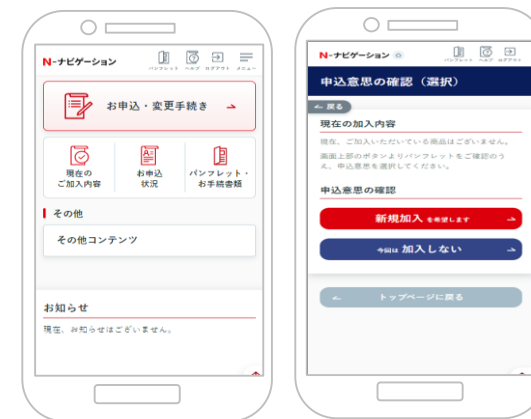 N-ナビゲーション
パンフレット ヘルプ ログアウト メニュー
お申込・変更手続き
現在の
ご加入内容
お申込
状況
パンフレット・
お手続書類
その他
その他コンテンツ
お知らせ
現在、お知らせはございません。
N-ナビゲーション
パンフレット ヘルプ ログアウト
申込意思の確認（選択）
戻る
現在の加入内容
現在、ご加入いただいている商品はございません。
画面上部のボタンよりパンフレットをご確認のう
え、申込意思を選択してください。
申込意思の確認
新規加入 を希望します
今回は 加入しない
トップページに戻る